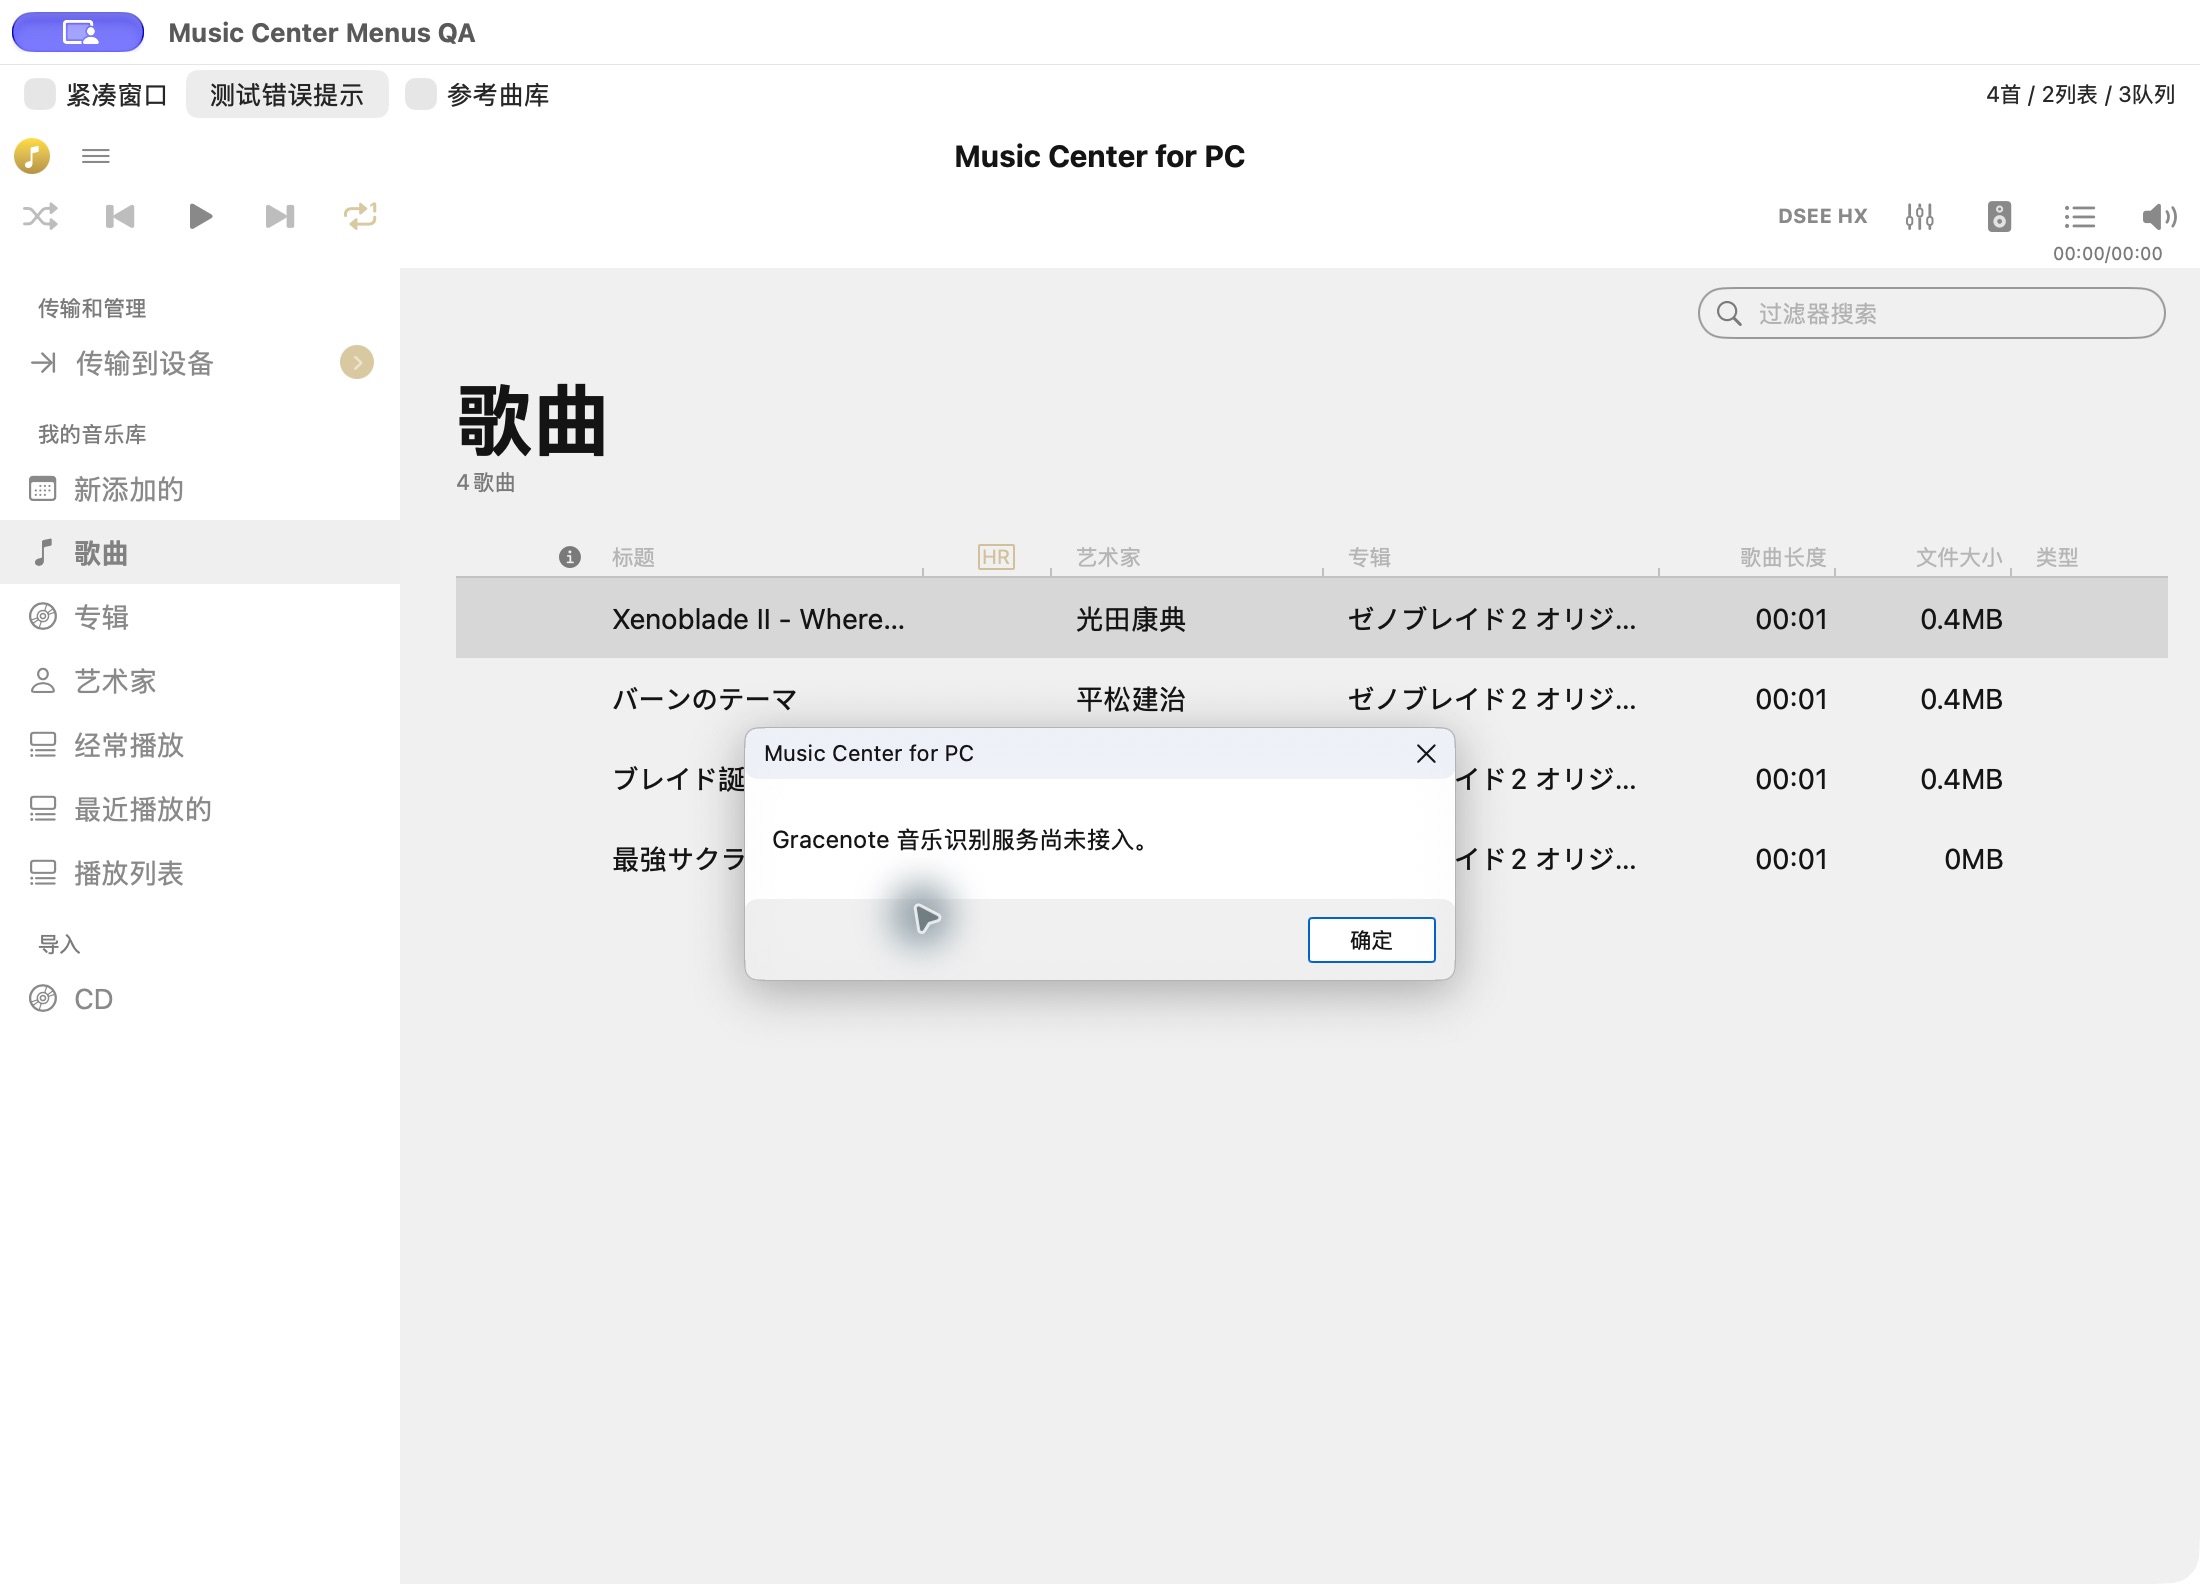 Music Center Menus QA
紧凑窗口 测试错误提示 参考曲库 4首 / 2列表 / 3队列
Music Center for PC
DSEE HX
00:00/00:00
传输和管理
过滤器搜索
传输到设备
歌曲
我的音乐库
4歌曲
新添加的
歌曲
标题 HR 艺术家 专辑 歌曲长度 文件大小 类型
专辑
Xenoblade II - Where... 光田康典 ゼノブレイド2 オリジ... 00:01 0.4MB
艺术家
バーンのテーマ 平松建治 ゼノブレイド2 オリジ... 00:01 0.4MB
经常播放
Music Center for PC
ブレイド誕 イド2 オリジ... 00:01 0.4MB
最近播放的
Gracenote 音乐识别服务尚未接入。
最強サクラ イド2 オリジ... 00:01 0MB
播放列表
确定
导入
CD